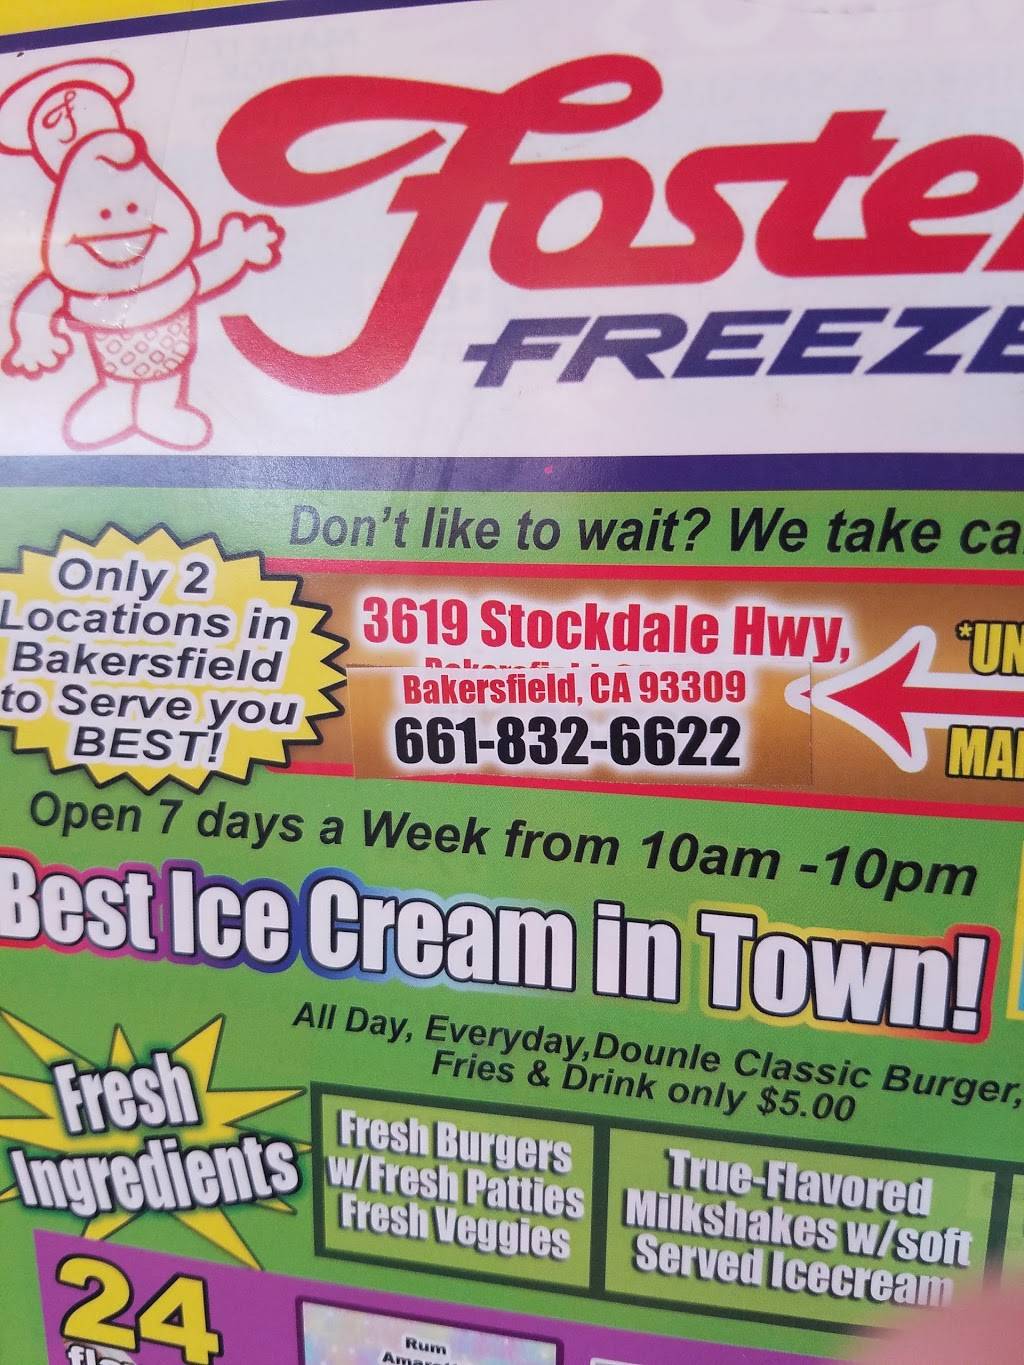 Foste
FREEZE
Don't like to wait? We take ca
Only 2
Locations in
Bakersfield
to Serve you
BEST!
3619 Stockdale Hwy,
Bakersfield, CA 93309
661-832-6622
*UN
MAI
Open 7 days a Week from 10am -10pm
Best Ice Cream in Town!
All Day, Everyday,Dounle Classic Burger,
Fries & Drink only $5.00
Fresh
Ingredients
Fresh Burgers
w/Fresh Patties
Fresh Veggies
True-Flavored
Milkshakes w/soft
Served Icecream
24
Rum